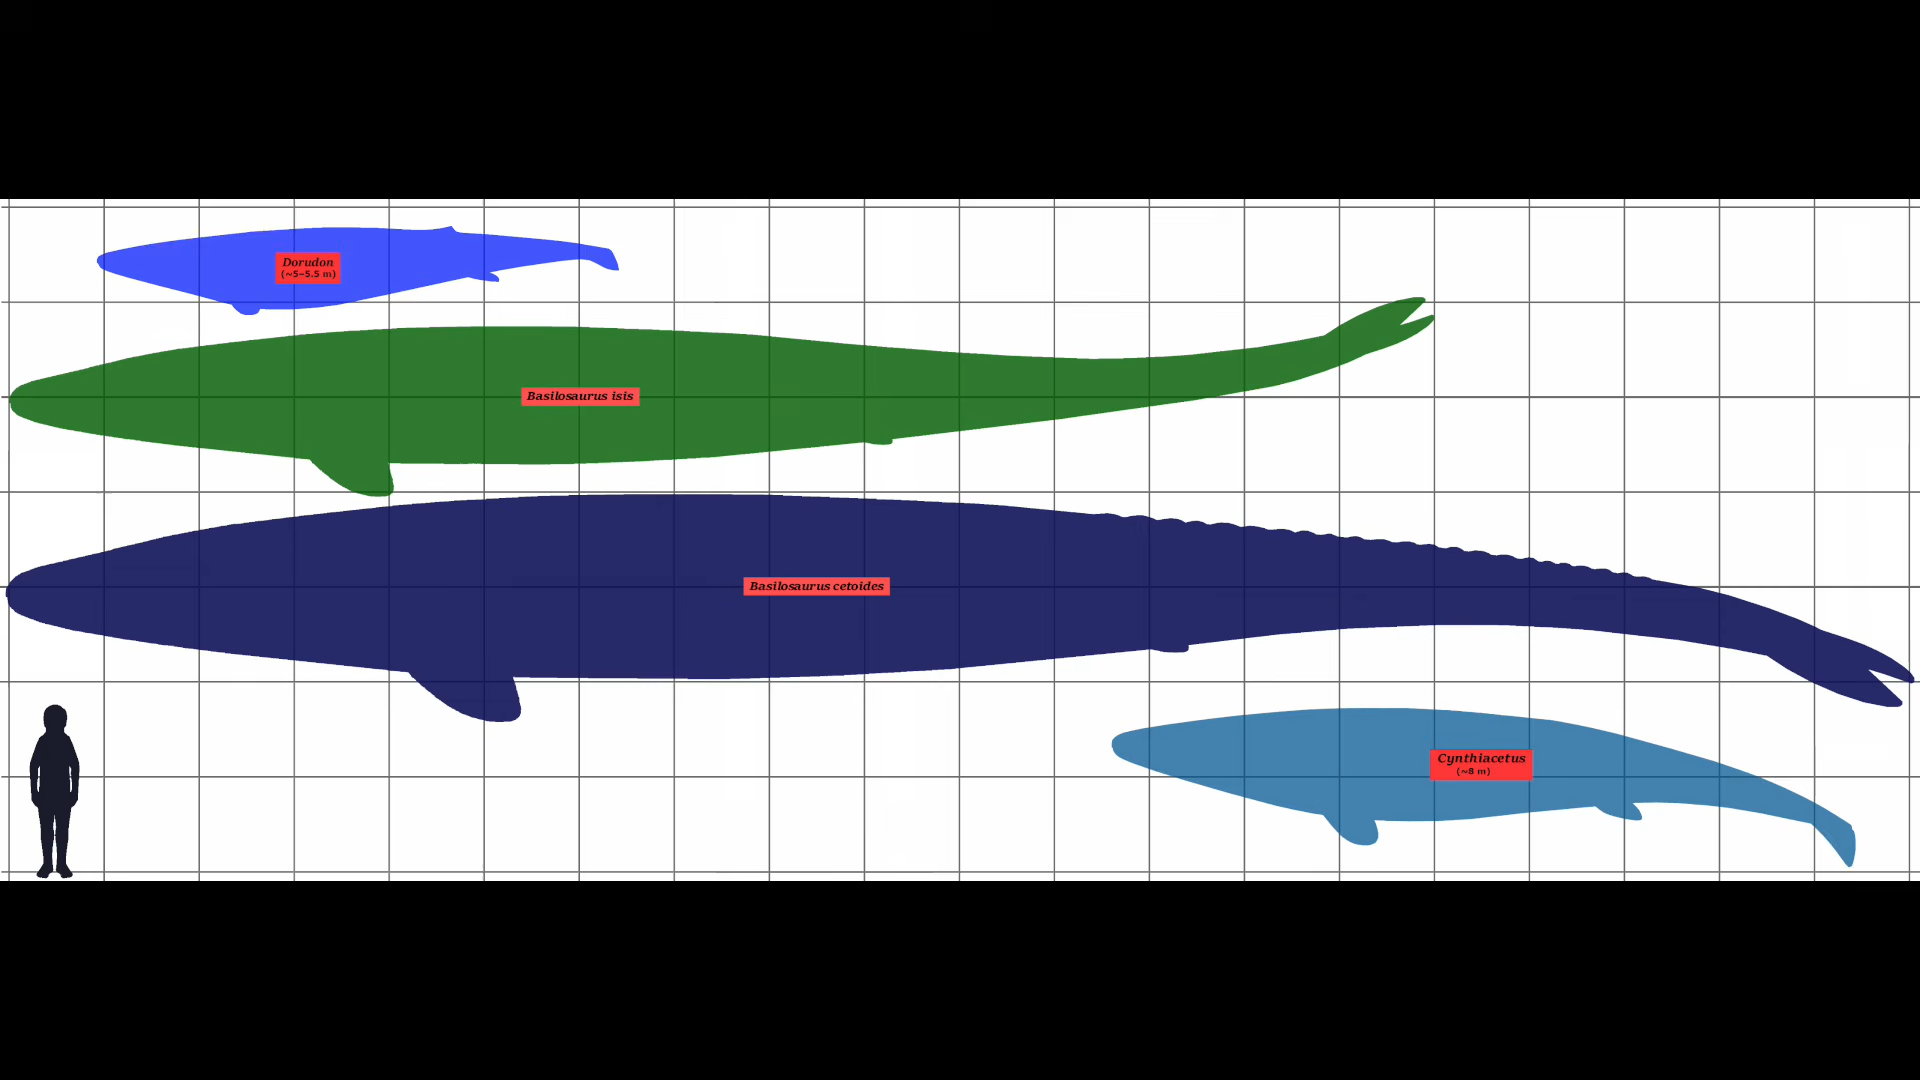 Dorudon
(~5-5.5 m)
Basilosaurus isis
Basilosaurus cetoides
Cynthiacetus
(~8 m)